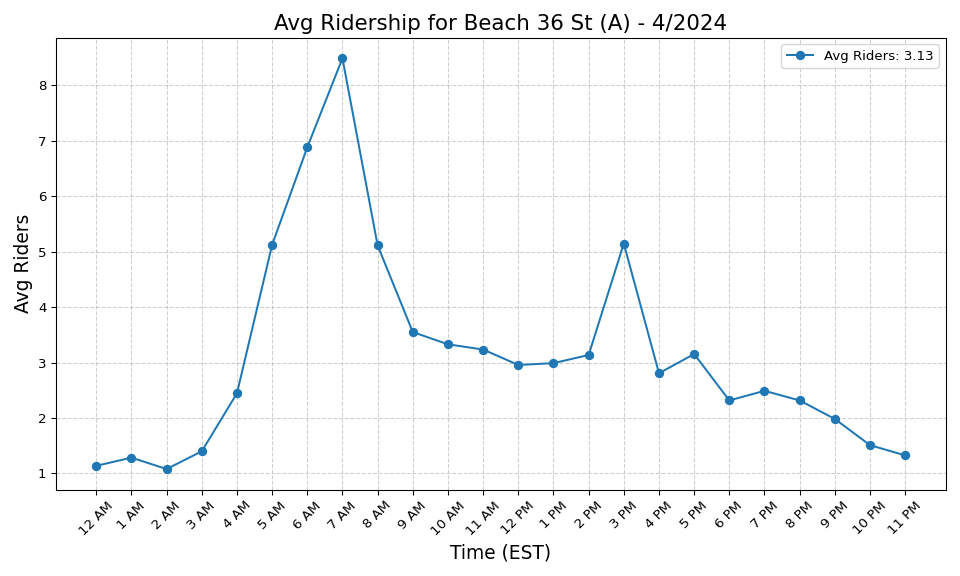 Avg Ridership for Beach 36 St (A) - 4/2024
Avg Riders: 3.13
Avg Riders
8
7
6
5
4
3
2
1
12 AM
1 AM
2 AM
3 AM
4 AM
5 AM
6 AM
7 AM
8 AM
9 AM
10 AM
11 AM
12 PM
1 PM
2 PM
3 PM
4 PM
5 PM
6 PM
7 PM
8 PM
9 PM
10 PM
11 PM
Time (EST)